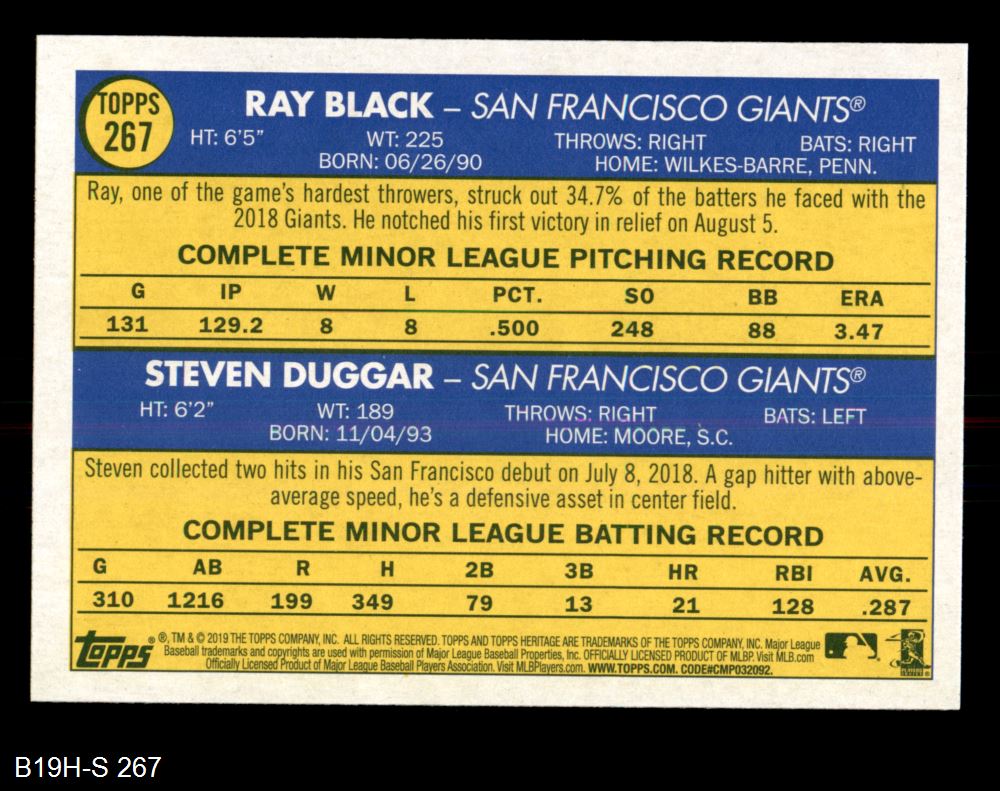 TOPPS
267
RAY BLACK – SAN FRANCISCO GIANTS®
HT: 6'5" WT: 225 THROWS: RIGHT BATS: RIGHT
BORN: 06/26/90 HOME: WILKES-BARRE, PENN.
Ray, one of the game's hardest throwers, struck out 34.7% of the batters he faced with the
2018 Giants. He notched his first victory in relief on August 5.
COMPLETE MINOR LEAGUE PITCHING RECORD
G IP W L PCT. SO BB ERA
131 129.2 8 8 .500 248 88 3.47
STEVEN DUGGAR – SAN FRANCISCO GIANTS®
HT: 6'2" WT: 189 THROWS: RIGHT BATS: LEFT
BORN: 11/04/93 HOME: MOORE, S.C.
Steven collected two hits in his San Francisco debut on July 8, 2018. A gap hitter with above-
average speed, he's a defensive asset in center field.
COMPLETE MINOR LEAGUE BATTING RECORD
G AB R H 2B 3B HR RBI AVG.
310 1216 199 349 79 13 21 128 .287
Topps ® ®, TM & © 2019 THE TOPPS COMPANY, INC. ALL RIGHTS RESERVED. TOPPS AND TOPPS HERITAGE ARE TRADEMARKS OF THE TOPPS COMPANY, INC. Major League
Baseball trademarks and copyrights are used with permission of Major League Baseball Properties, Inc. OFFICIALLY LICENSED PRODUCT OF MLBP. Visit MLB.com
Officially Licensed Product of Major League Baseball Players Association. Visit MLBPlayers.com. WWW.TOPPS.COM. CODE#CMP032092.
B19H-S 267